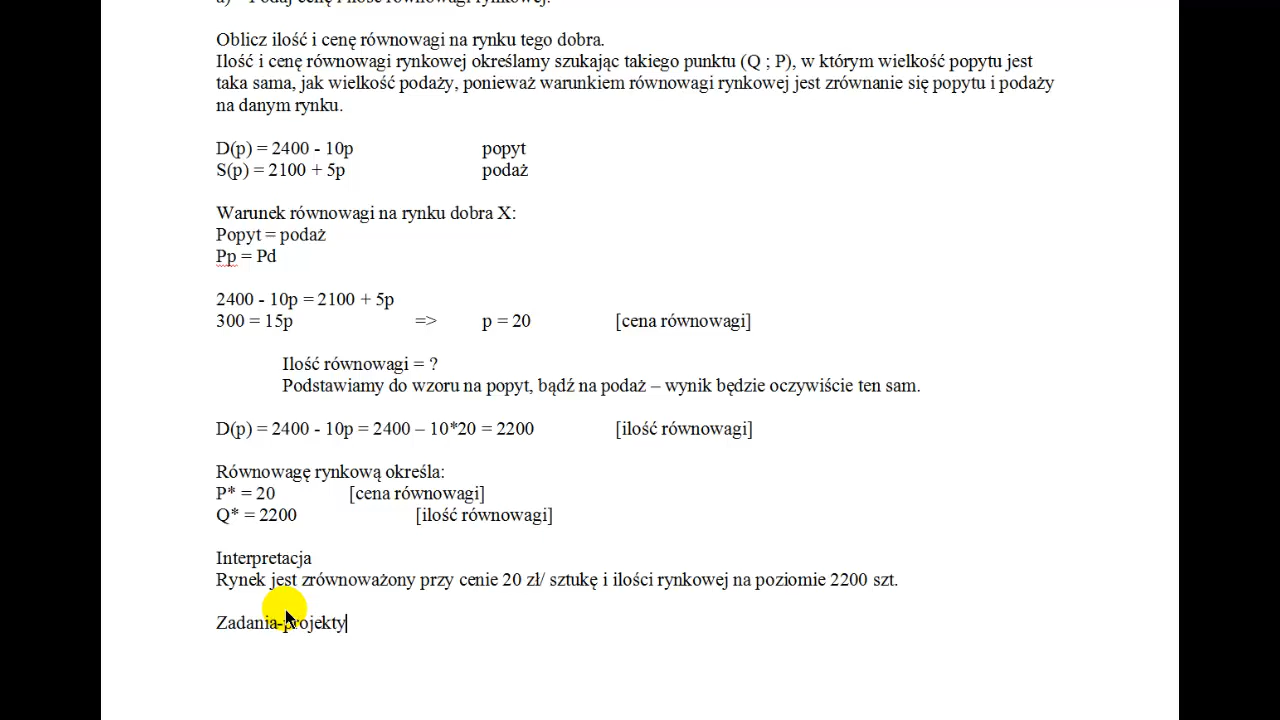 a) Podaj cenę i ilość równowagi rynkowej.
Oblicz ilość i cenę równowagi na rynku tego dobra.
Ilość i cenę równowagi rynkowej określamy szukając takiego punktu (Q ; P), w którym wielkość popytu jest
taka sama, jak wielkość podaży, ponieważ warunkiem równowagi rynkowej jest zrównanie się popytu i podaży
na danym rynku.
D(p) = 2400 - 10p popyt
S(p) = 2100 + 5p podaż
Warunek równowagi na rynku dobra X:
Popyt = podaż
Pp = Pd
2400 - 10p = 2100 + 5p
300 = 15p => p = 20 [cena równowagi]
Ilość równowagi = ?
Podstawiamy do wzoru na popyt, bądź na podaż – wynik będzie oczywiście ten sam.
D(p) = 2400 - 10p = 2400 – 10*20 = 2200 [ilość równowagi]
Równowagę rynkową określa:
P* = 20 [cena równowagi]
Q* = 2200 [ilość równowagi]
Interpretacja
Rynek jest zrównoważony przy cenie 20 zł/ sztukę i ilości rynkowej na poziomie 2200 szt.
Zadania-projekty